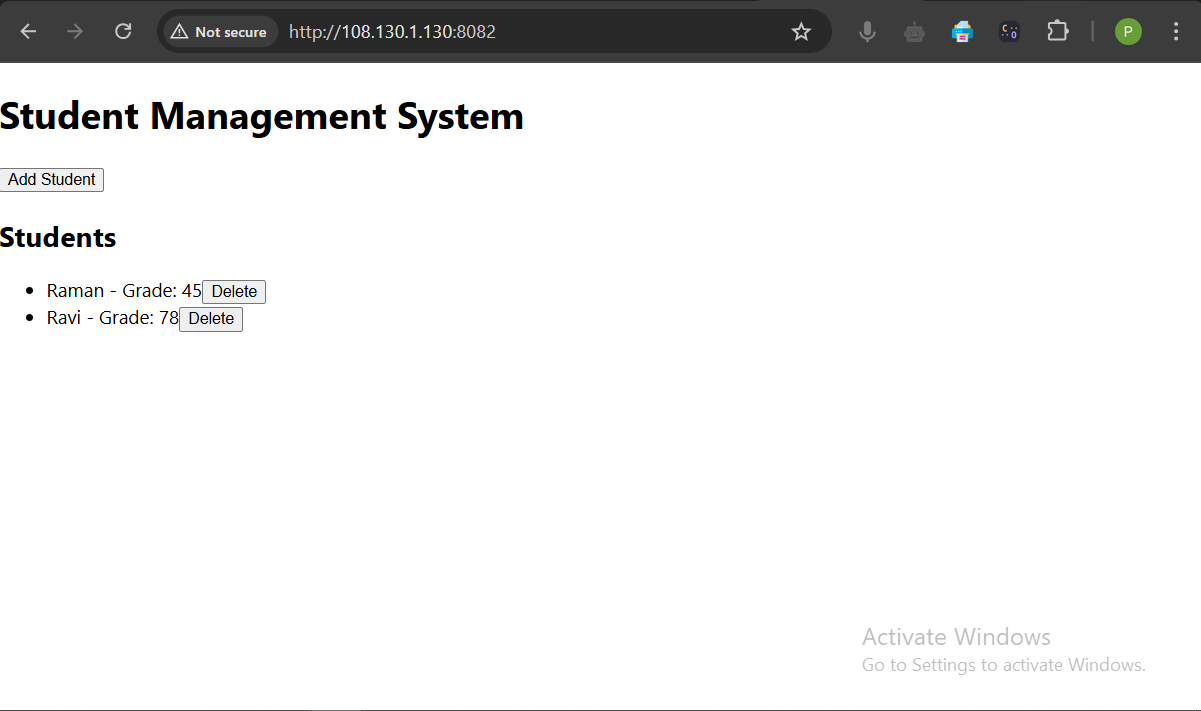 Not secure http://108.130.1.130:8082
P
Student Management System
Add Student
Students
Raman - Grade: 45 Delete
Ravi - Grade: 78 Delete
Activate Windows
Go to Settings to activate Windows.